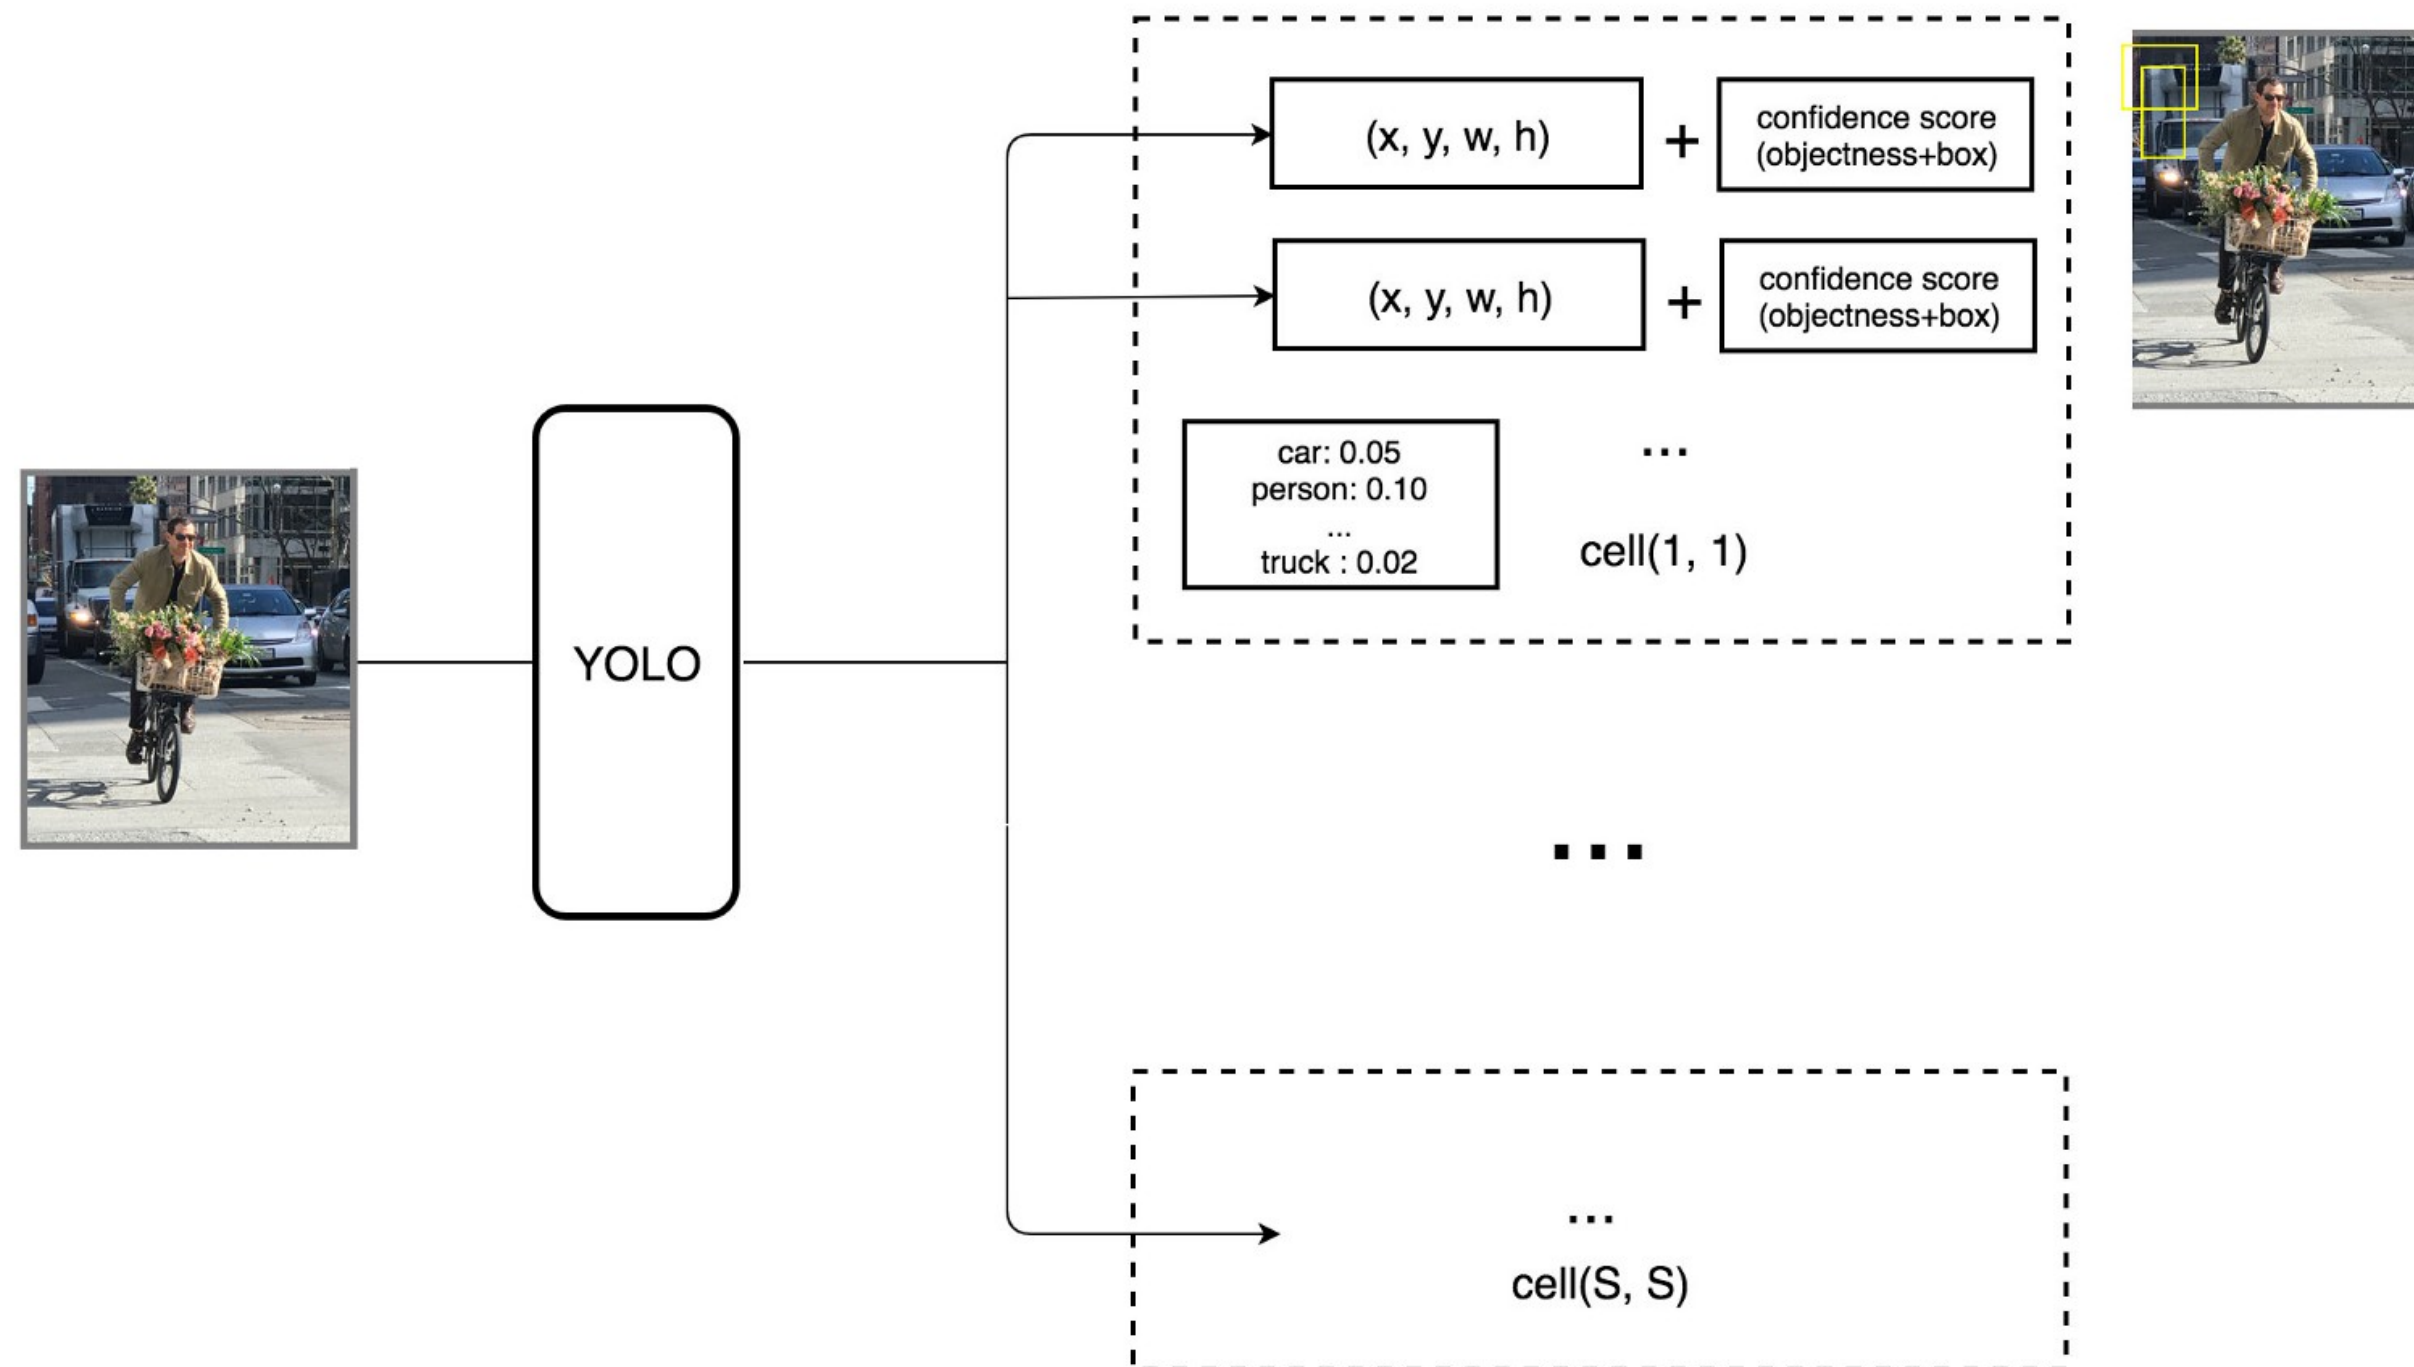 (x, y, w, h)
+
confidence score
(objectness+box)
(x, y, w, h)
+
confidence score
(objectness+box)
car: 0.05
person: 0.10
...
truck : 0.02
...
cell(1, 1)
YOLO
...
...
cell(S, S)